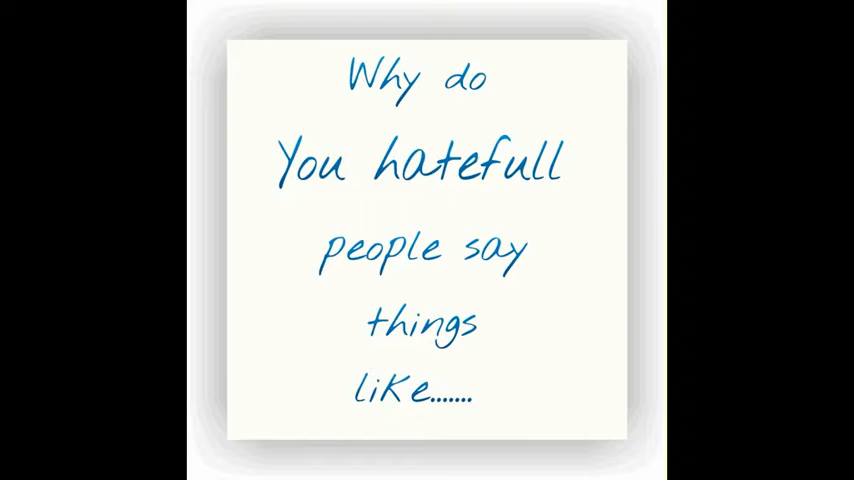 Why do
You hatefull
people say
things
liKe.......